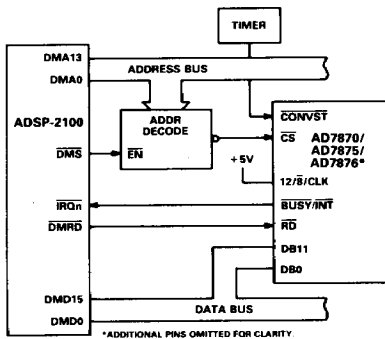 TIMER
DMA13
ADDRESS BUS
DMA0
ADSP-2100
ADDR
DECODE
CONVST
CS
AD7870/
AD7875/
AD7876*
+5V
DMS
EN
12/8/CLK
IRQn
BUSY/INT
DMRD
RD
DB11
DB0
DMD15
DATA BUS
DMD0
*ADDITIONAL PINS OMITTED FOR CLARITY